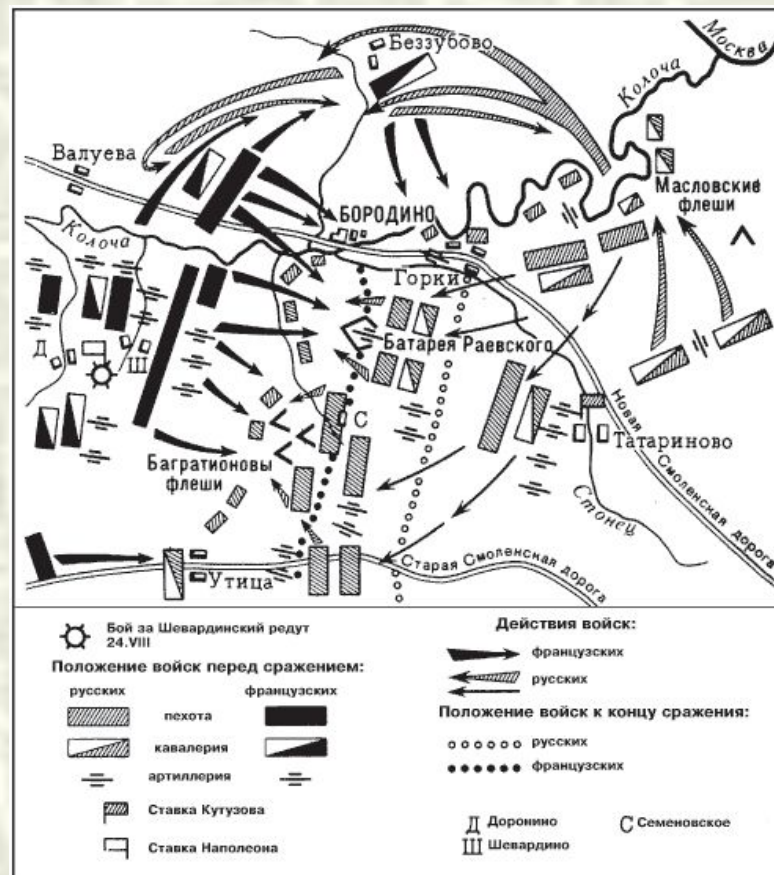 Беззубово
Москва
Колоча
Валуева
Масловские
флеши
БОРОДИНО
Колоча
Горки
Батарея Раевского
Д
Ш
С
Новая Смоленская дорога
Татариново
Багратионовы
флеши
Стонец
Старая Смоленская дорога
Утица
Бой за Шевардинский редут
24.VIII
Положение войск перед сражением:
русских
французских
пехота
кавалерия
артиллерия
Ставка Кутузова
Ставка Наполеона
Действия войск:
французских
русских
Положение войск к концу сражения:
русских
французских
Д Доронино
С Семеновское
Ш Шевардино